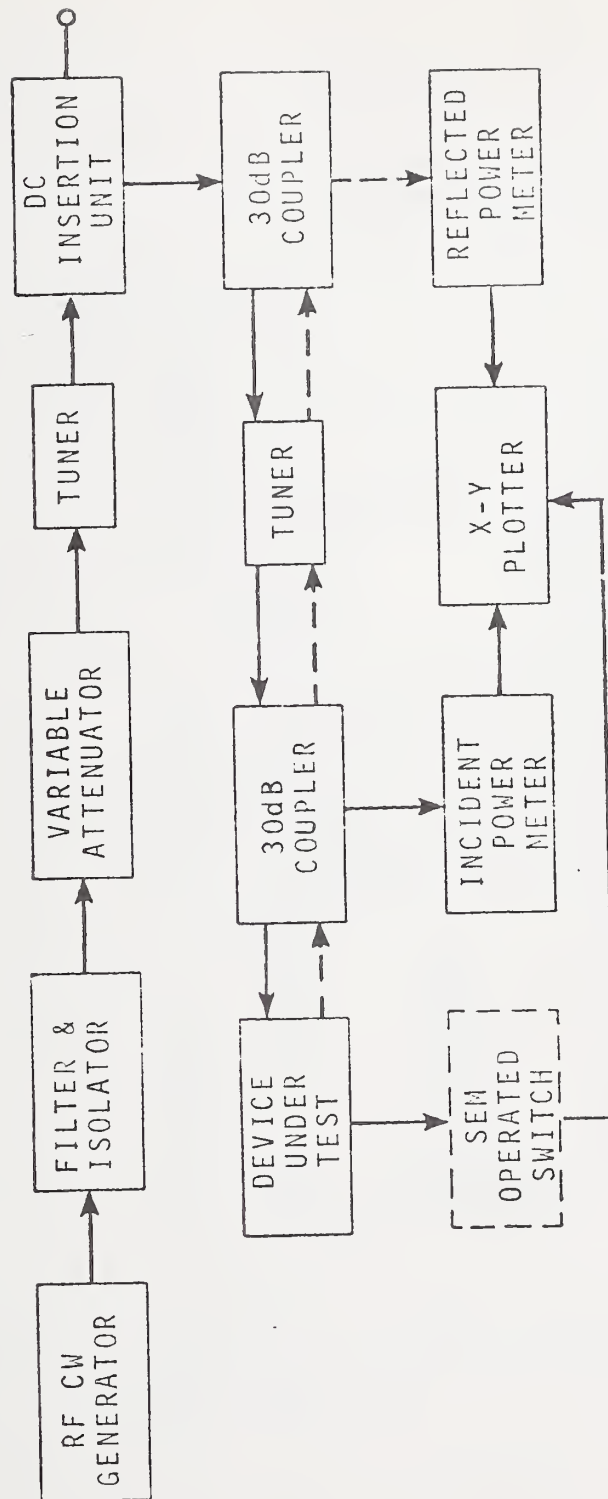 RF CW
GENERATOR
FILTER &
ISOLATOR
VARIABLE
ATTENUATOR
TUNER
DC
INSERTION
UNIT
DEVICE
UNDER
TEST
30dB
COUPLER
TUNER
30dB
COUPLER
SEM
OPERATED
SWITCH
INCIDENT
POWER
METER
X-Y
PLOTTER
REFLECTED
POWER
METER